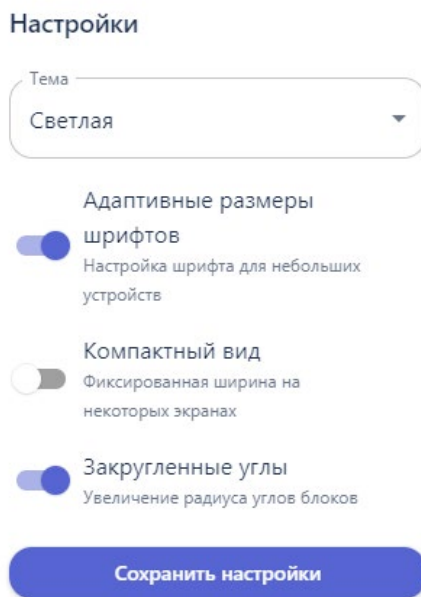 Настройки
Тема
Светлая
Адаптивные размеры
шрифтов
Настройка шрифта для небольших
устройств
Компактный вид
Фиксированная ширина на
некоторых экранах
Закругленные углы
Увеличение радиуса углов блоков
Сохранить настройки